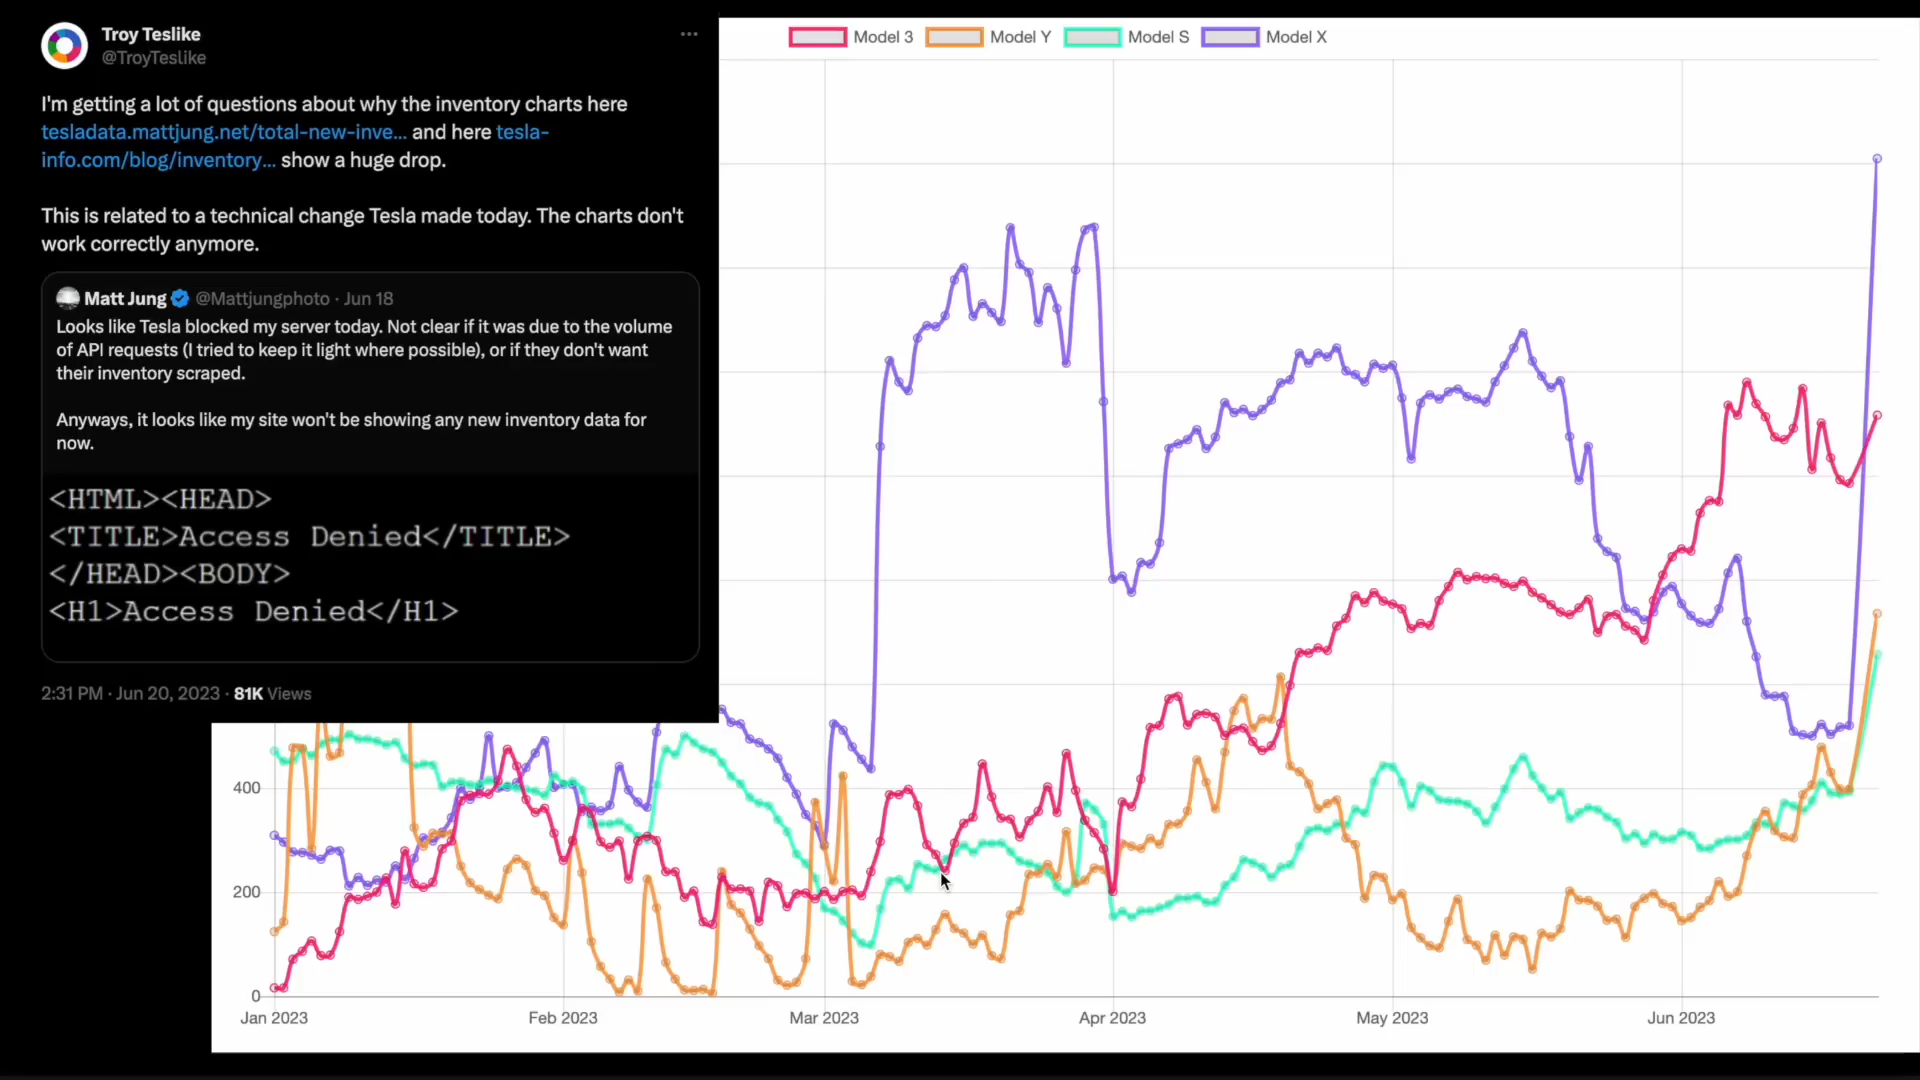 Troy Teslike
@TroyTeslike
I'm getting a lot of questions about why the inventory charts here
tesladata.mattjung.net/total-new-inve... and here tesla-
info.com/blog/inventory... show a huge drop.
This is related to a technical change Tesla made today. The charts don't
work correctly anymore.
Matt Jung @Mattjungphoto · Jun 18
Looks like Tesla blocked my server today. Not clear if it was due to the volume
of API requests (I tried to keep it light where possible), or if they don't want
their inventory scraped.
Anyways, it looks like my site won't be showing any new inventory data for
now.
<HTML><HEAD>
<TITLE>Access Denied</TITLE>
</HEAD><BODY>
<H1>Access Denied</H1>
2:31 PM · Jun 20, 2023 · 81K Views
Model 3 Model Y Model S Model X
400
200
0
Jan 2023 Feb 2023 Mar 2023 Apr 2023 May 2023 Jun 2023